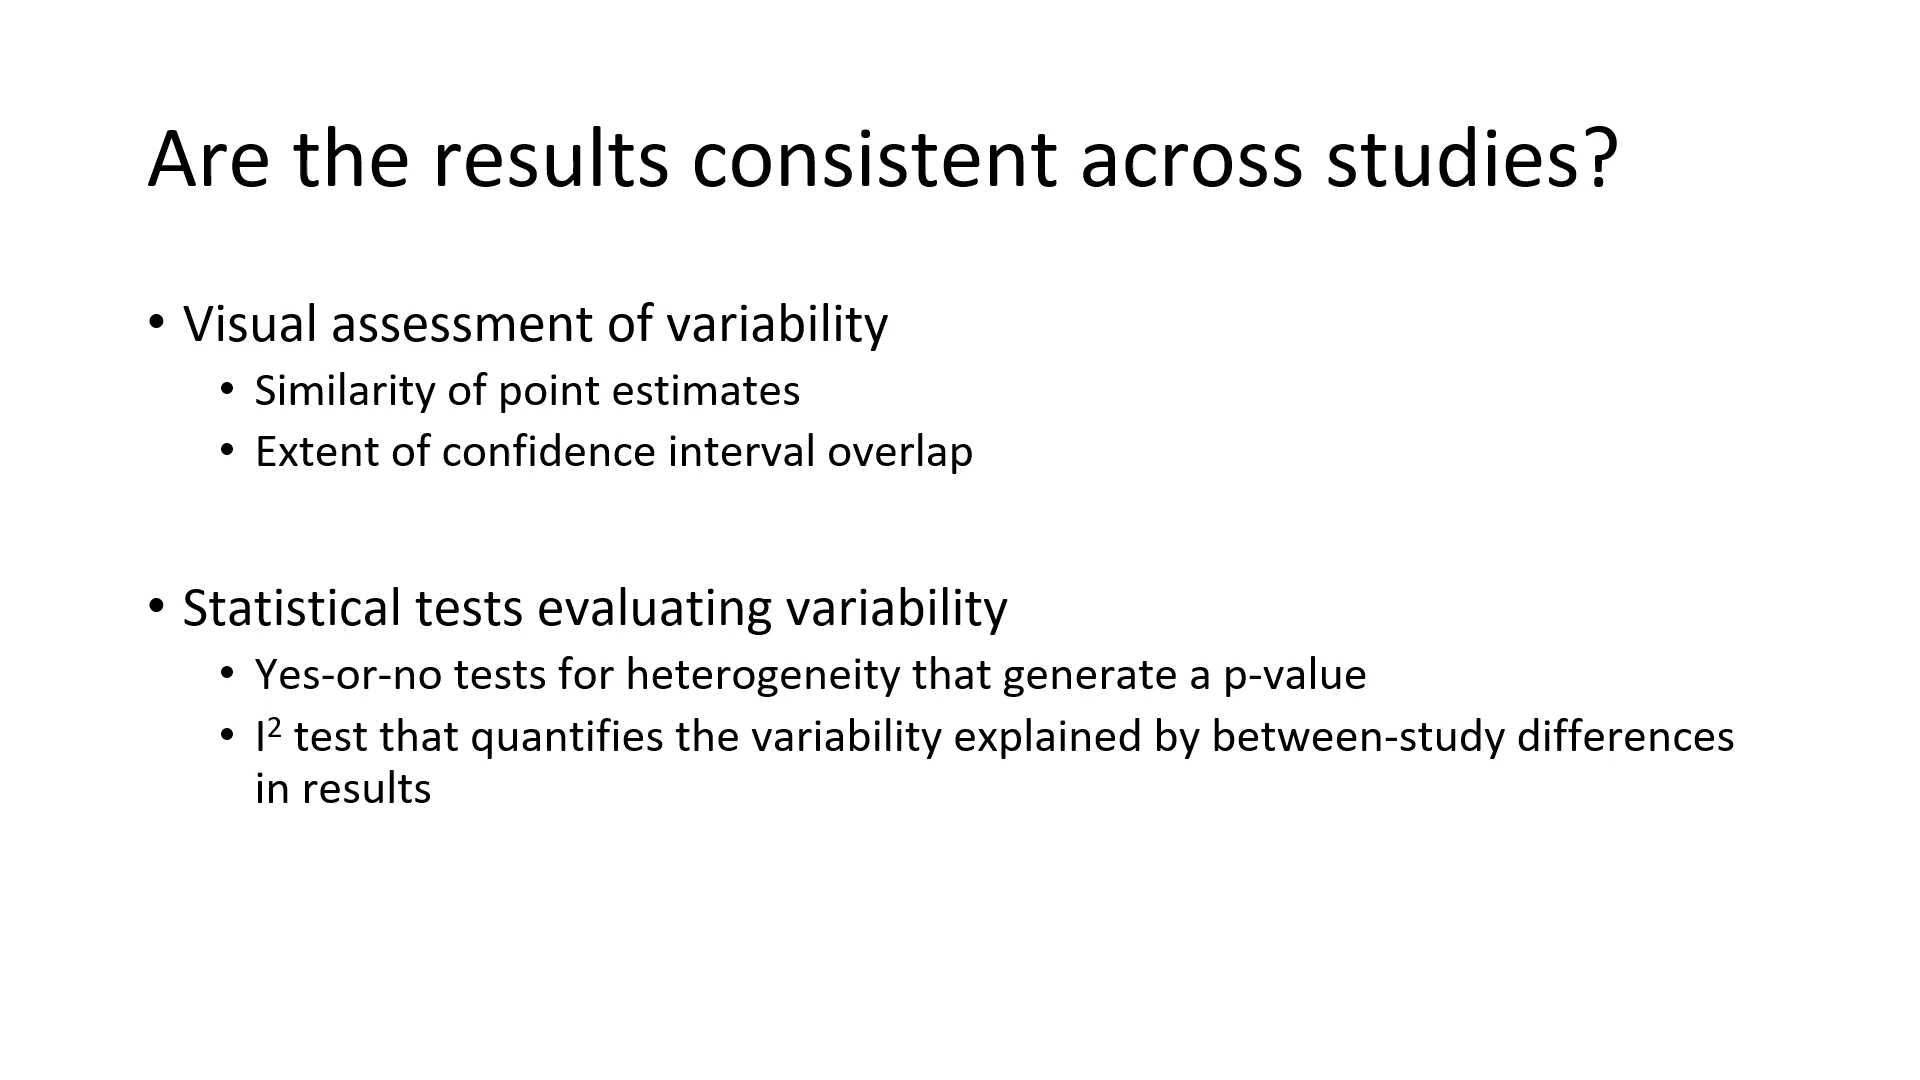 Are the results consistent across studies?
• Visual assessment of variability
• Similarity of point estimates
• Extent of confidence interval overlap
• Statistical tests evaluating variability
• Yes-or-no tests for heterogeneity that generate a p-value
• I² test that quantifies the variability explained by between-study differences
in results